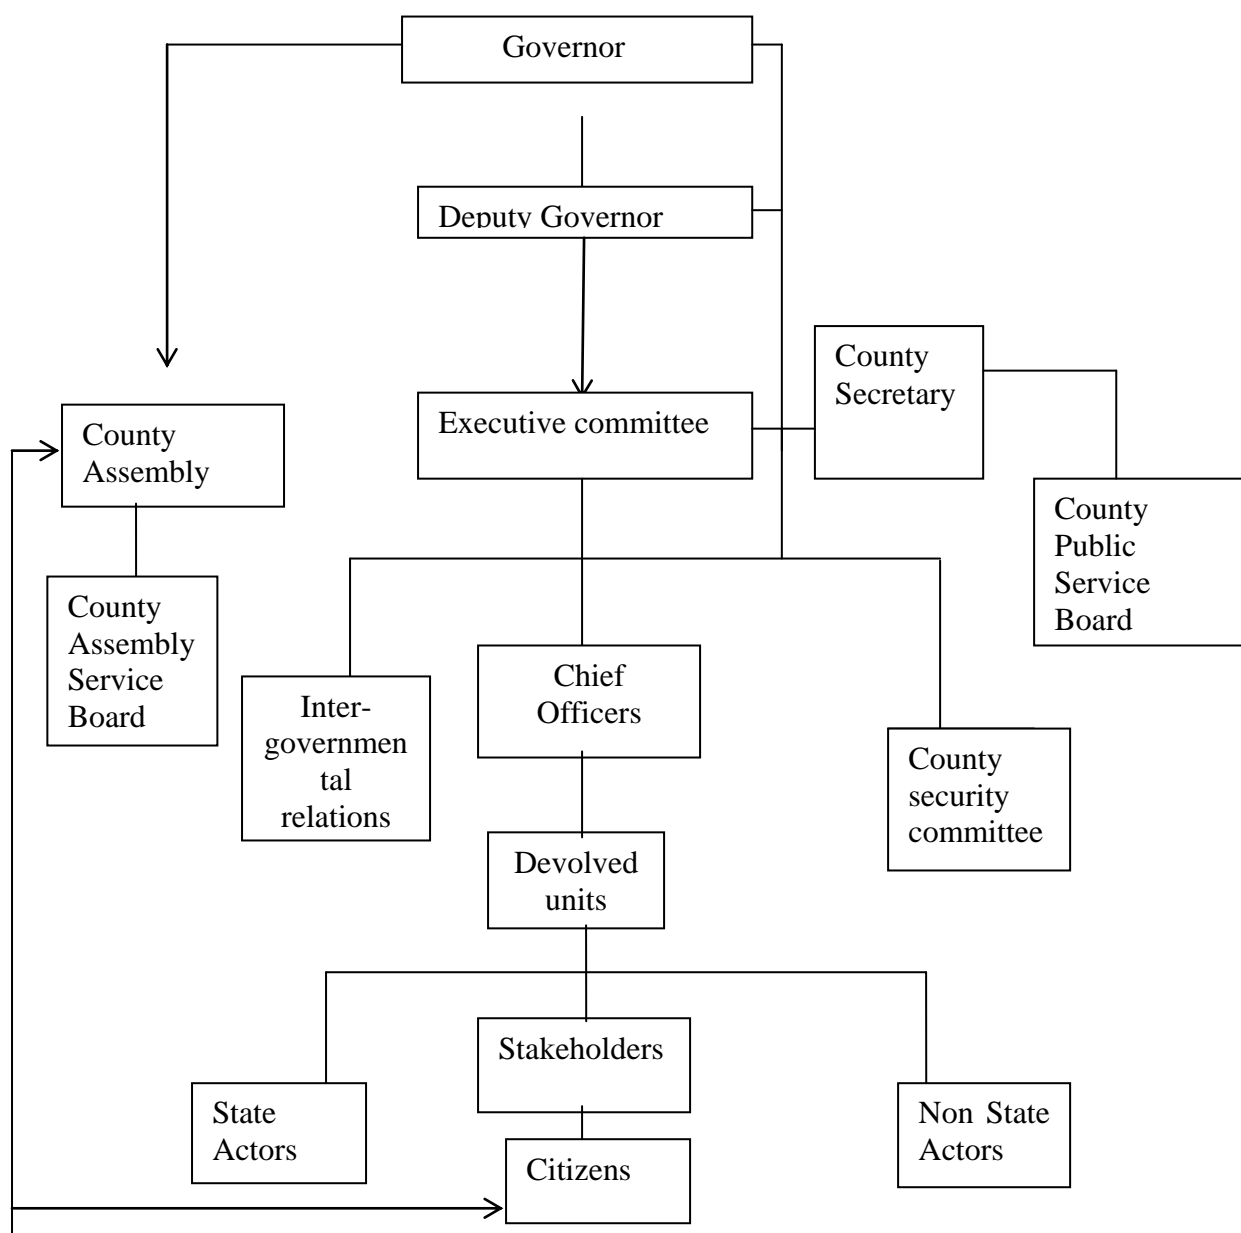 Governor
Deputy Governor
County
Secretary
Executive committee
County
Assembly
County
Public
Service
Board
County
Assembly
Service
Board
Inter-
governmen
tal
relations
Chief
Officers
County
security
committee
Devolved
units
Stakeholders
State
Actors
Non State
Actors
Citizens